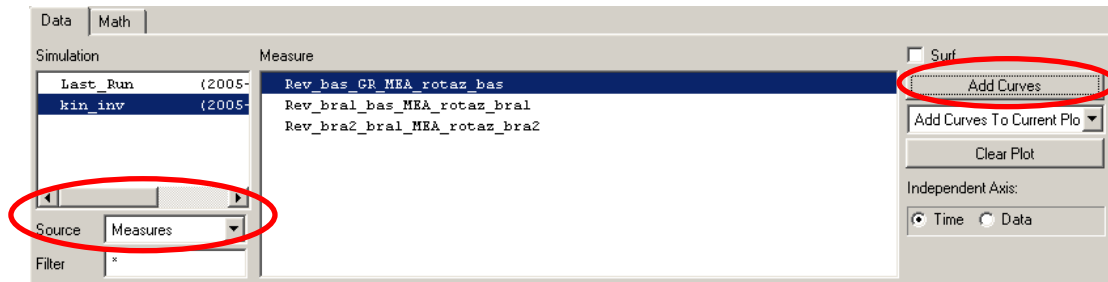 Data Math
Simulation
Last_Run (2005-
kin_inv (2005-
Source Measures
Filter *
Measure
Rev_bas_GR_MEA_rotaz_bas
Rev_bra1_bas_MEA_rotaz_bra1
Rev_bra2_bra1_MEA_rotaz_bra2
Surf
Add Curves
Add Curves To Current Plo
Clear Plot
Independent Axis:
Time Data